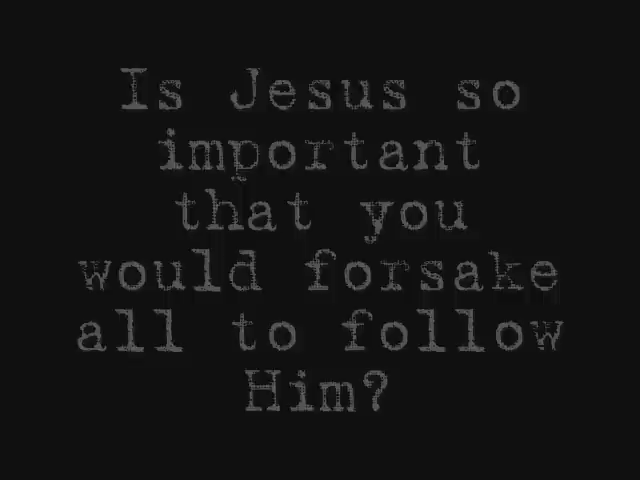 Is Jesus so
important
that you
would forsake
all to follow
Him?